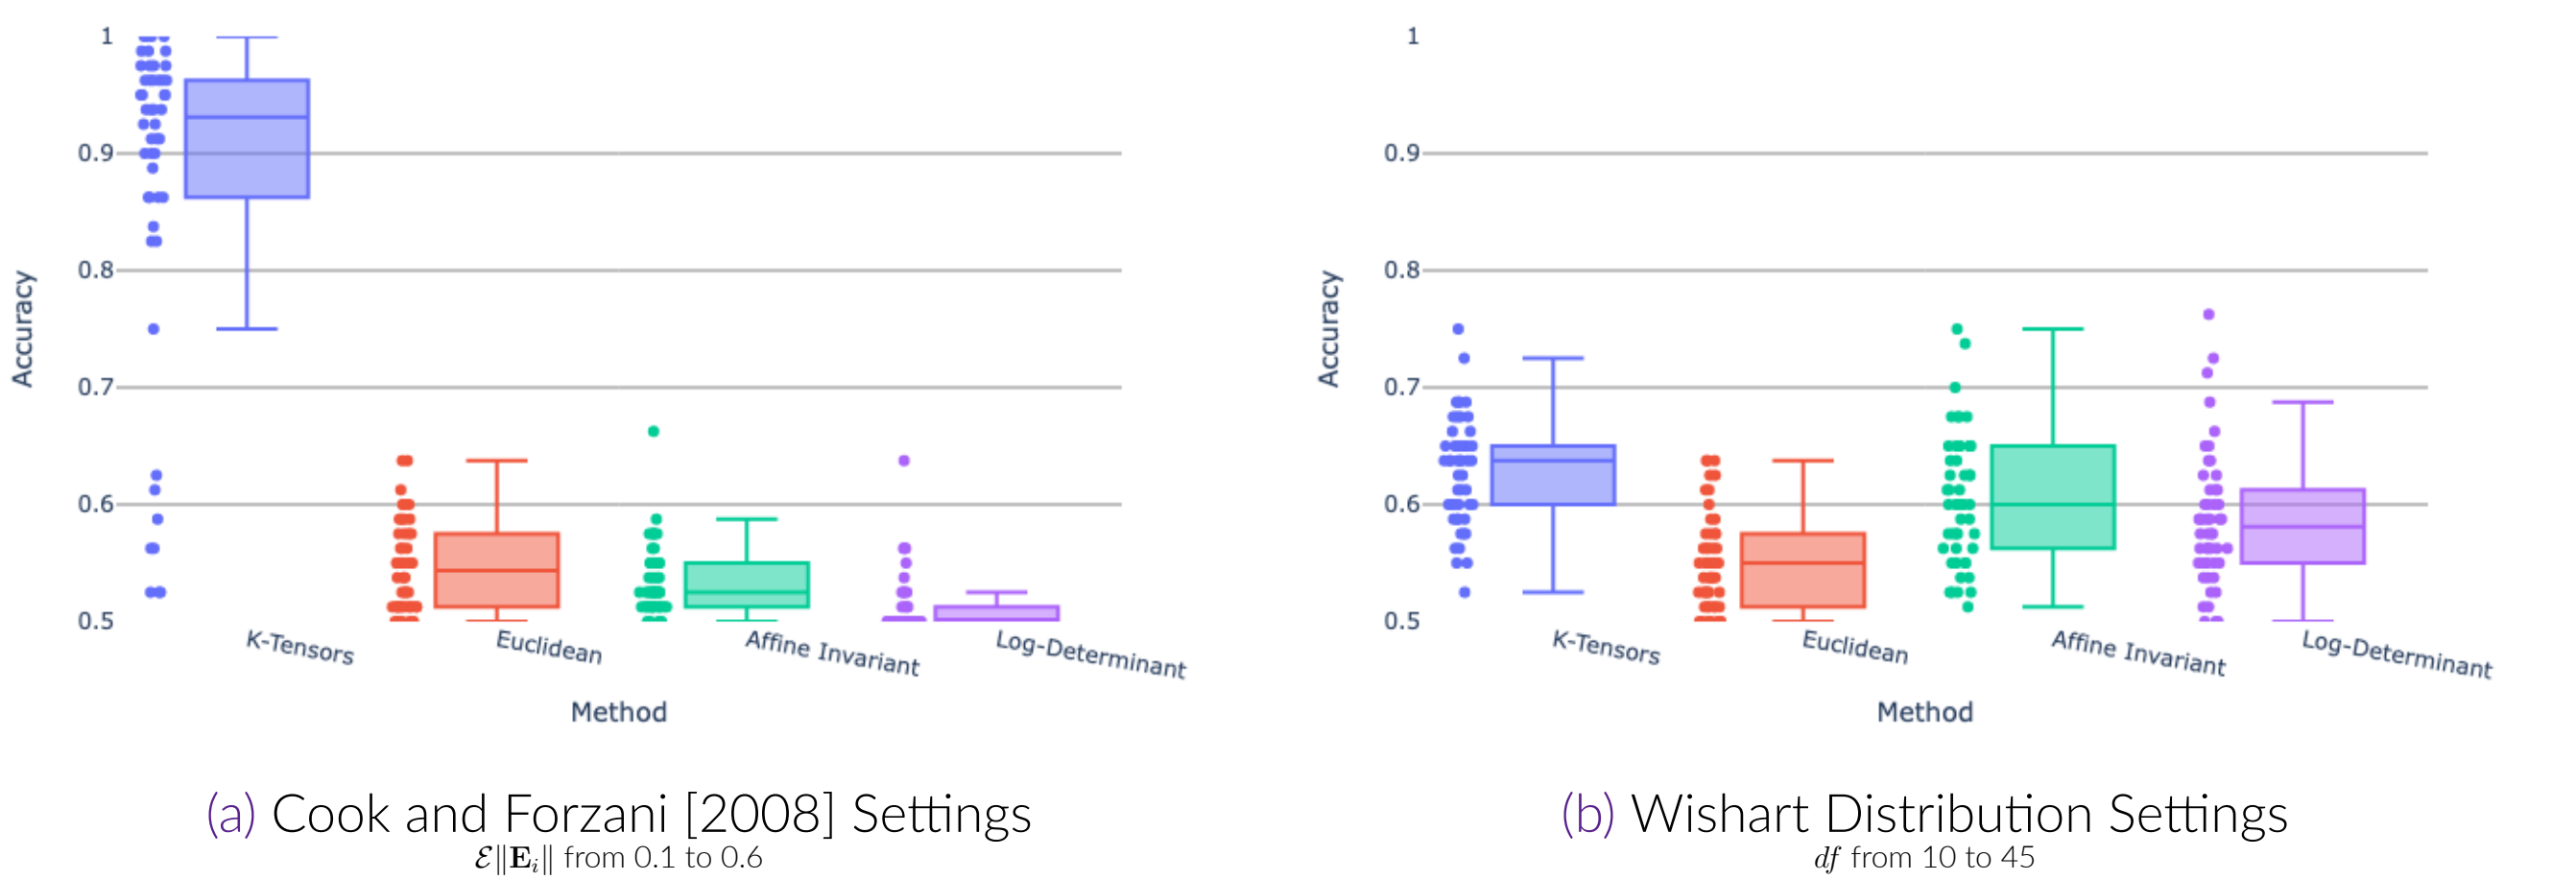 1
0.9
0.8
0.7
0.6
0.5
Accuracy
K-Tensors
Euclidean
Affine Invariant
Log-Determinant
Method
(a) Cook and Forzani [2008] Settings
ℰ‖𝐄ᵢ‖ from 0.1 to 0.6
1
0.9
0.8
0.7
0.6
0.5
Accuracy
K-Tensors
Euclidean
Affine Invariant
Log-Determinant
Method
(b) Wishart Distribution Settings
df from 10 to 45